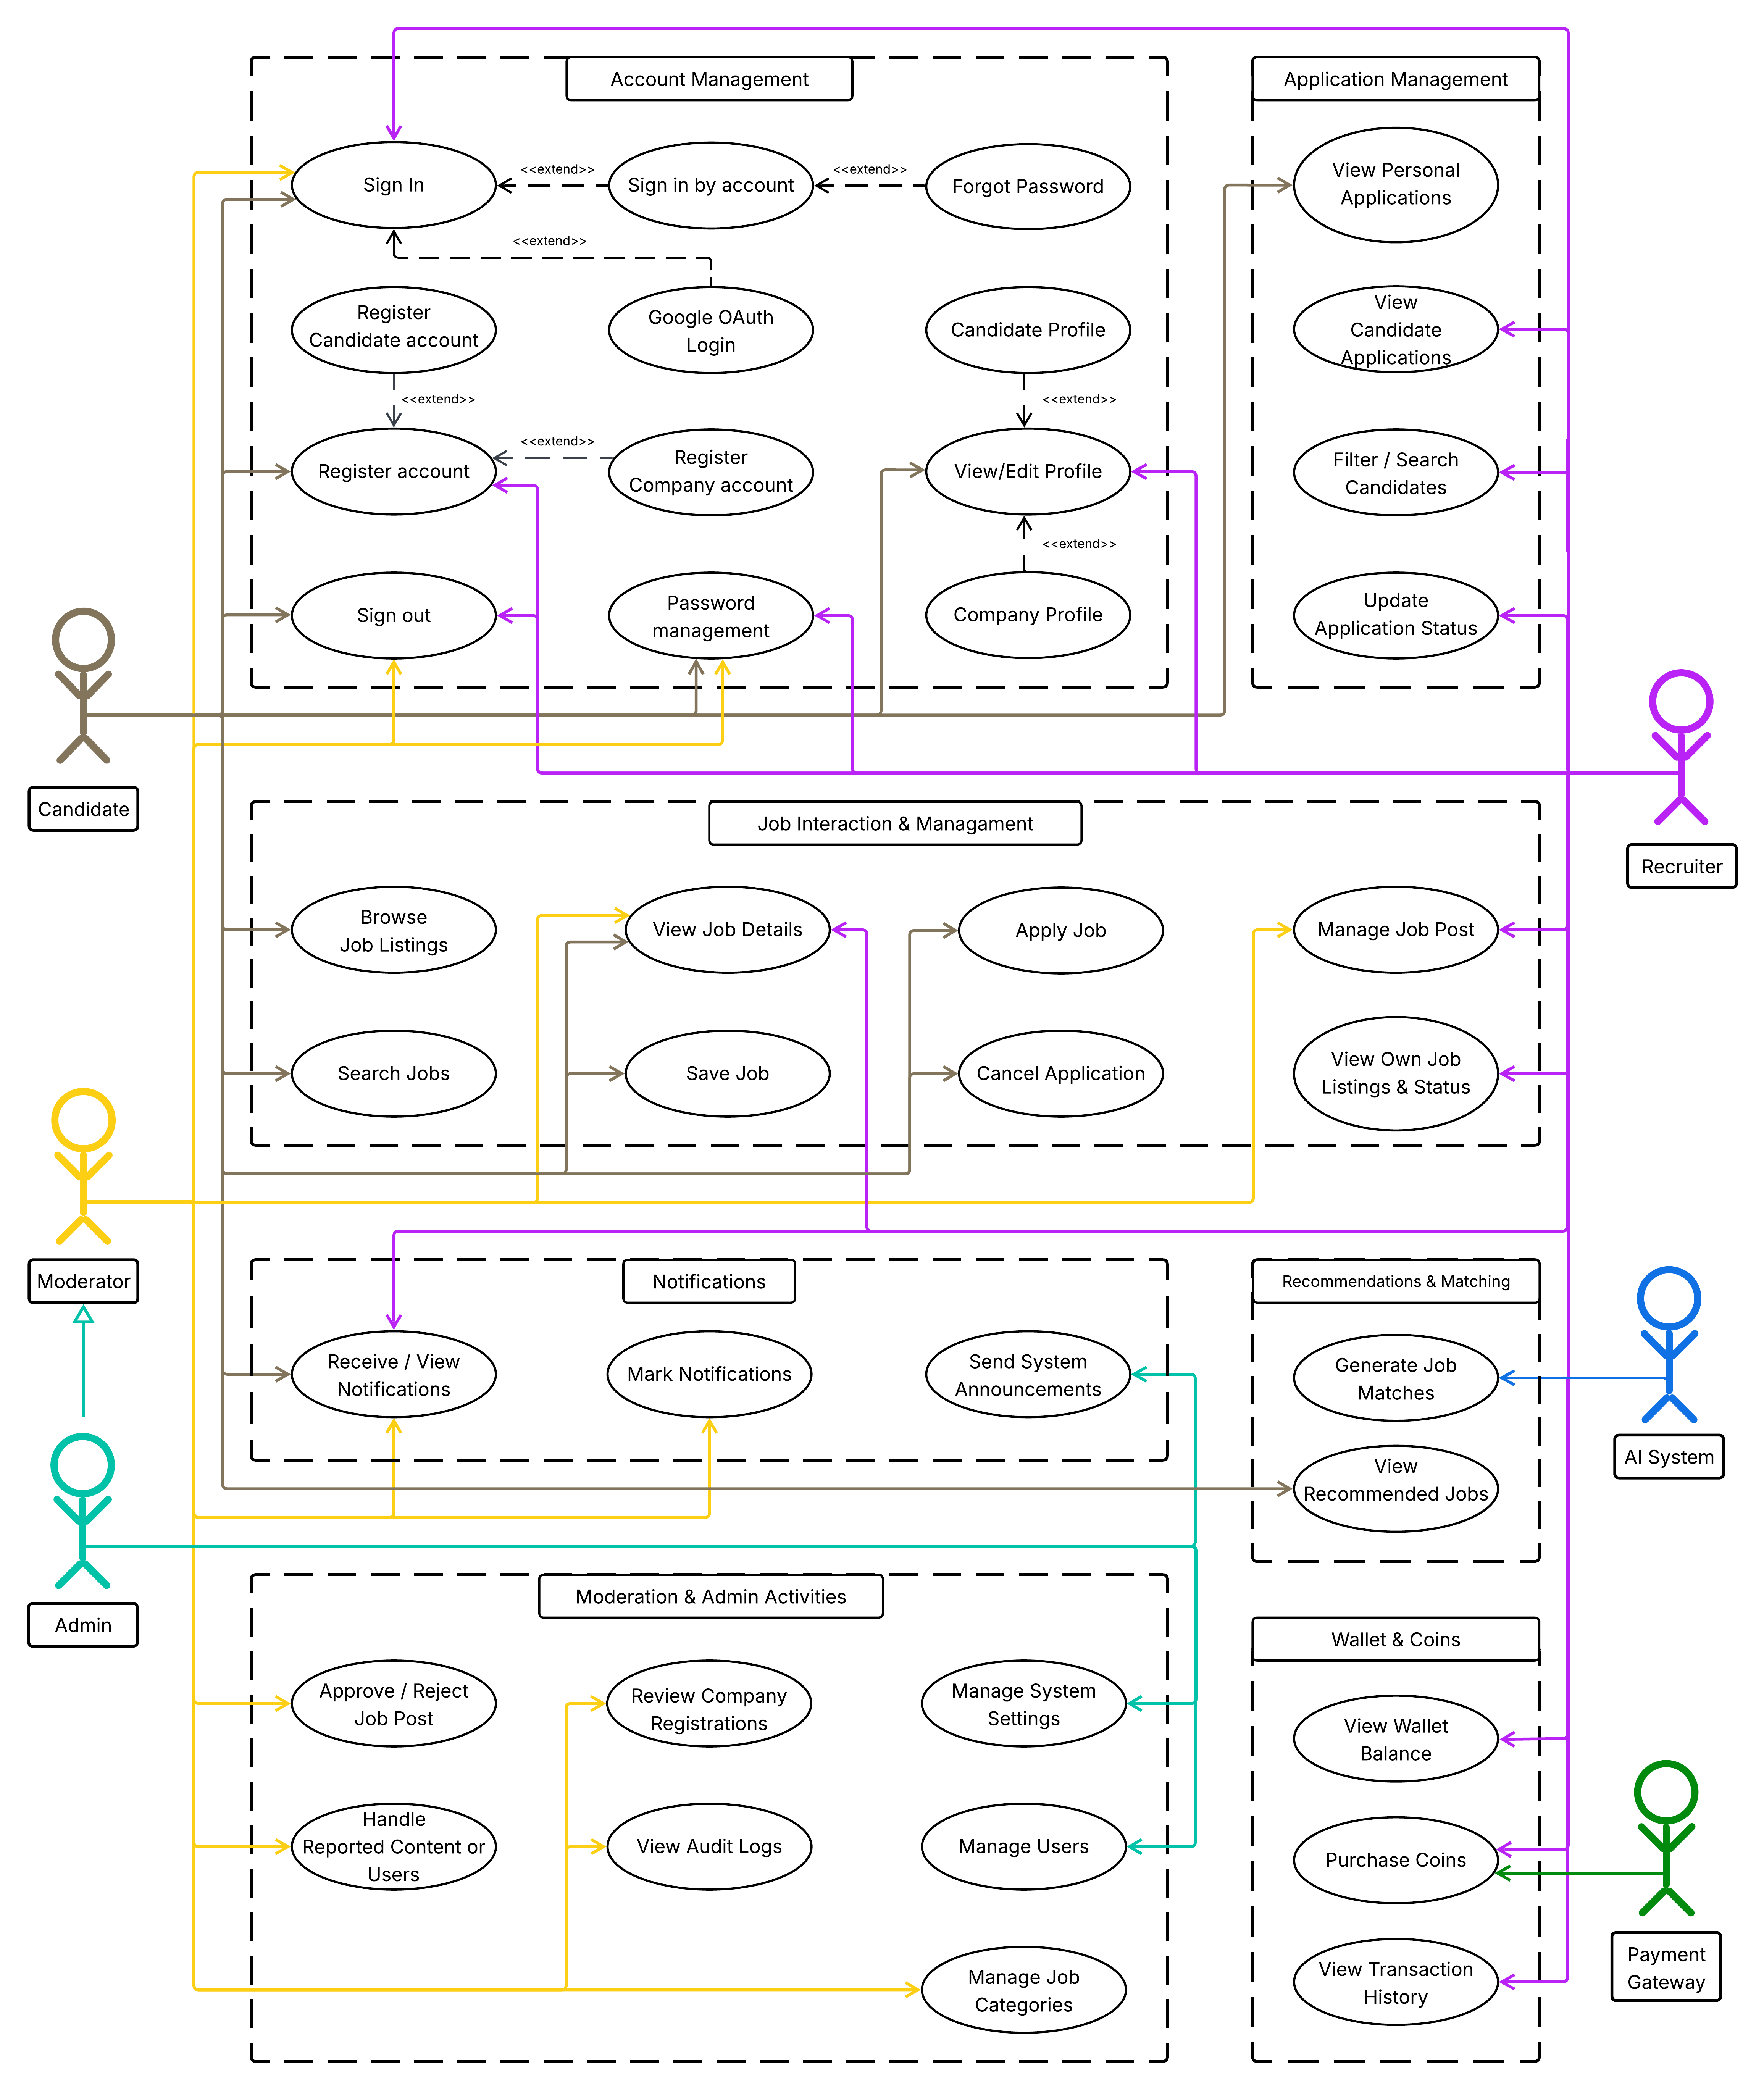 Account Management
Application Management
Sign In
<<extend>>
Sign in by account
<<extend>>
Forgot Password
View Personal
Applications
<<extend>>
Register
Candidate account
Google OAuth
Login
Candidate Profile
View
Candidate
Applications
<<extend>>
<<extend>>
<<extend>>
Register account
Register
Company account
View/Edit Profile
Filter / Search
Candidates
<<extend>>
Sign out
Password
management
Company Profile
Update
Application Status
Candidate
Recruiter
Job Interaction & Managament
Browse
Job Listings
View Job Details
Apply Job
Manage Job Post
Search Jobs
Save Job
Cancel Application
View Own Job
Listings & Status
Moderator
Notifications
Recommendations & Matching
Receive / View
Notifications
Mark Notifications
Send System
Announcements
Generate Job
Matches
AI System
View
Recommended Jobs
Admin
Moderation & Admin Activities
Wallet & Coins
Approve / Reject
Job Post
Review Company
Registrations
Manage System
Settings
View Wallet
Balance
Handle
Reported Content or
Users
View Audit Logs
Manage Users
Purchase Coins
Payment
Gateway
Manage Job
Categories
View Transaction
History